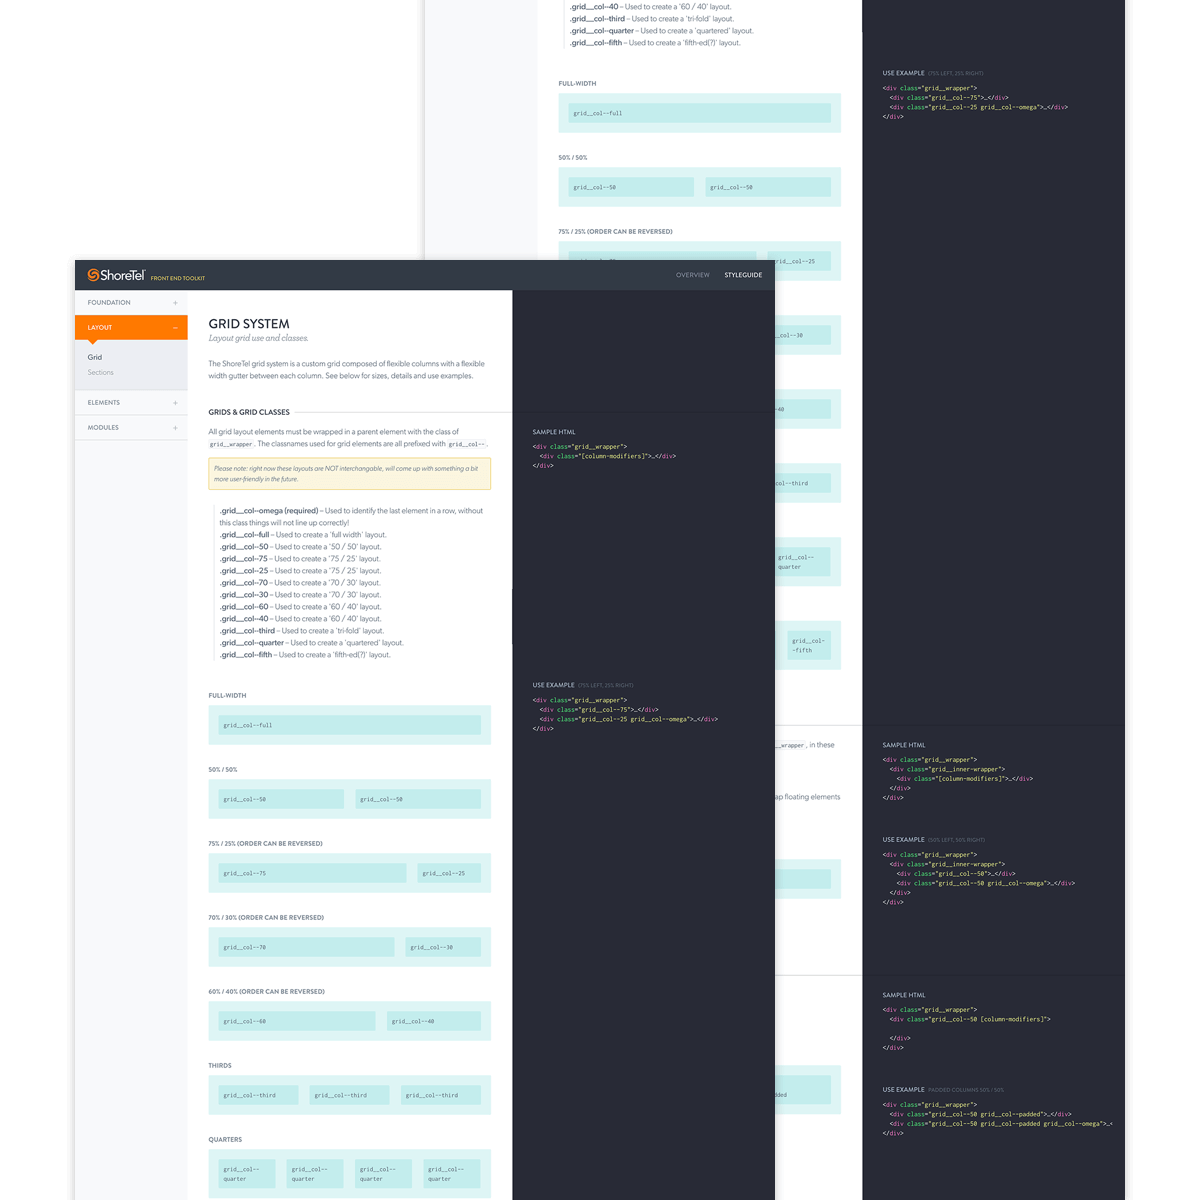 ShoreTel
FRONT END TOOLKIT
OVERVIEW
STYLEGUIDE
FOUNDATION +
LAYOUT –
Grid
Sections
ELEMENTS +
MODULES +
GRID SYSTEM
Layout grid use and classes.
The ShoreTel grid system is a custom grid composed of flexible columns with a flexible
width gutter between each column. See below for sizes, details and use examples.
GRIDS & GRID CLASSES
All grid layout elements must be wrapped in a parent element with the class of
grid__wrapper. The classnames used for grid elements are all prefixed with grid__col--.
Please note: right now these layouts are NOT interchangable, will come up with something a bit
more user-friendly in the future.
.grid__col--omega (required) – Used to identify the last element in a row, without
this class things will not line up correctly!
.grid__col--full – Used to create a 'full width' layout.
.grid__col--50 – Used to create a '50 / 50' layout.
.grid__col--75 – Used to create a '75 / 25' layout.
.grid__col--25 – Used to create a '75 / 25' layout.
.grid__col--70 – Used to create a '70 / 30' layout.
.grid__col--30 – Used to create a '70 / 30' layout.
.grid__col--60 – Used to create a '60 / 40' layout.
.grid__col--40 – Used to create a '60 / 40' layout.
.grid__col--third – Used to create a 'tri-fold' layout.
.grid__col--quarter – Used to create a 'quartered' layout.
.grid__col--fifth – Used to create a 'fifth-ed(?)' layout.
FULL-WIDTH
grid__col--full
50% / 50%
grid__col--50 grid__col--50
75% / 25% (ORDER CAN BE REVERSED)
grid__col--75 grid__col--25
70% / 30% (ORDER CAN BE REVERSED)
grid__col--70 grid__col--30
60% / 40% (ORDER CAN BE REVERSED)
grid__col--60 grid__col--40
THIRDS
grid__col--third grid__col--third grid__col--third
QUARTERS
grid__col-- grid__col-- grid__col-- grid__col--
quarter quarter quarter quarter
SAMPLE HTML
<div class="grid__wrapper">
<div class="[column-modifiers]">…</div>
</div>
USE EXAMPLE (75% LEFT, 25% RIGHT)
<div class="grid__wrapper">
<div class="grid__col--75">…</div>
<div class="grid__col--25 grid__col--omega">…</div>
</div>
.grid__col--40 – Used to create a '60 / 40' layout.
.grid__col--third – Used to create a 'tri-fold' layout.
.grid__col--quarter – Used to create a 'quartered' layout.
.grid__col--fifth – Used to create a 'fifth-ed(?)' layout.
FULL-WIDTH
grid__col--full
50% / 50%
grid__col--50 grid__col--50
75% / 25% (ORDER CAN BE REVERSED)
rid__col--25
__col--30
-40
col--third
grid__col--
quarter
grid__col-
-fifth
__wrapper, in these
ap floating elements
dded
USE EXAMPLE (75% LEFT, 25% RIGHT)
<div class="grid__wrapper">
<div class="grid__col--75">…</div>
<div class="grid__col--25 grid__col--omega">…</div>
</div>
SAMPLE HTML
<div class="grid__wrapper">
<div class="grid__inner-wrapper">
<div class="[column-modifiers]">…</div>
</div>
</div>
USE EXAMPLE (50% LEFT, 50% RIGHT)
<div class="grid__wrapper">
<div class="grid__inner-wrapper">
<div class="grid__col--50">…</div>
<div class="grid__col--50 grid__col--omega">…</div>
</div>
</div>
SAMPLE HTML
<div class="grid__wrapper">
<div class="grid__col--50 [column-modifiers]">
</div>
</div>
USE EXAMPLE PADDED COLUMNS 50% / 50%
<div class="grid__wrapper">
<div class="grid__col--50 grid__col--padded">…</div>
<div class="grid__col--50 grid__col--padded grid__col--omega">…<
</div>